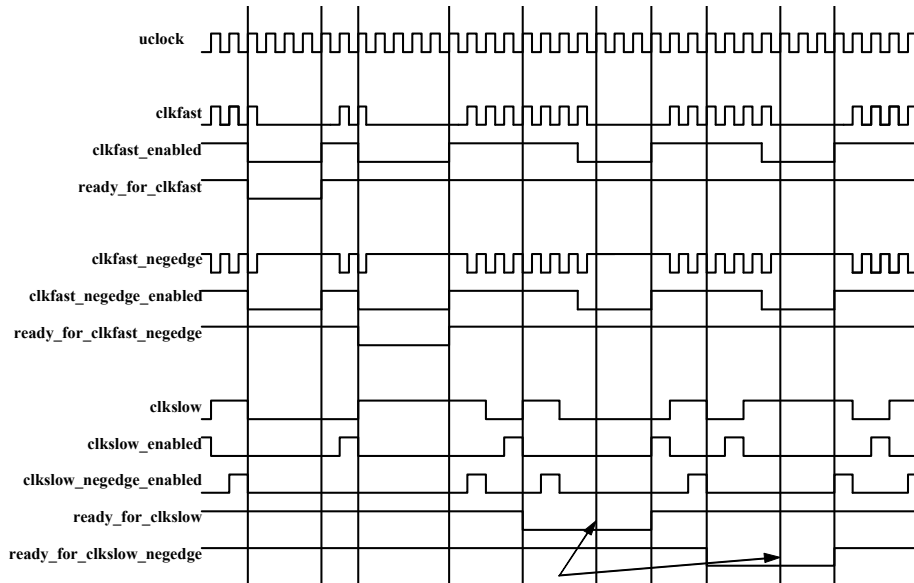 uclock
clkfast
clkfast_enabled
ready_for_clkfast
clkfast_negedge
clkfast_negedge_enabled
ready_for_clkfast_negedge
clkslow
clkslow_enabled
clkslow_negedge_enabled
ready_for_clkslow
ready_for_clkslow_negedge